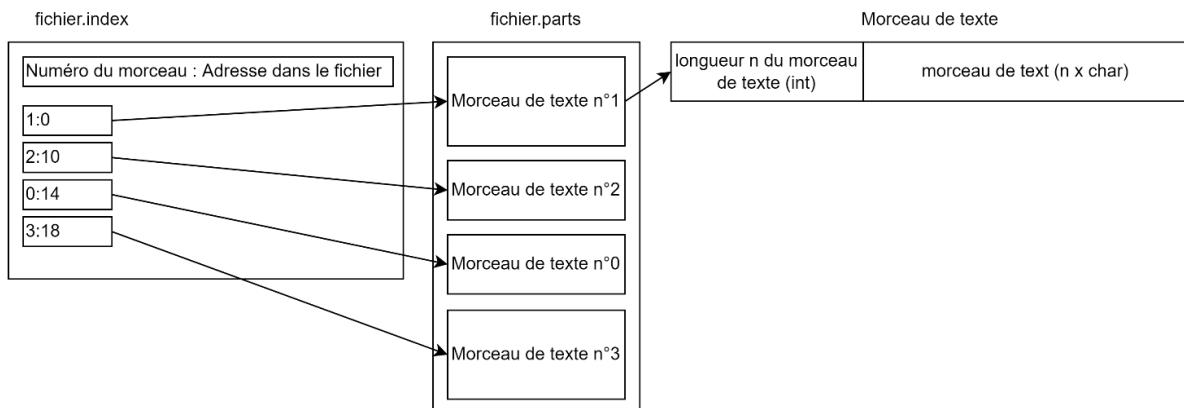 fichier.index
Numéro du morceau : Adresse dans le fichier
1:0
2:10
0:14
3:18
fichier.parts
Morceau de texte n°1
Morceau de texte n°2
Morceau de texte n°0
Morceau de texte n°3
Morceau de texte
longueur n du morceau
de texte (int)
morceau de text (n x char)